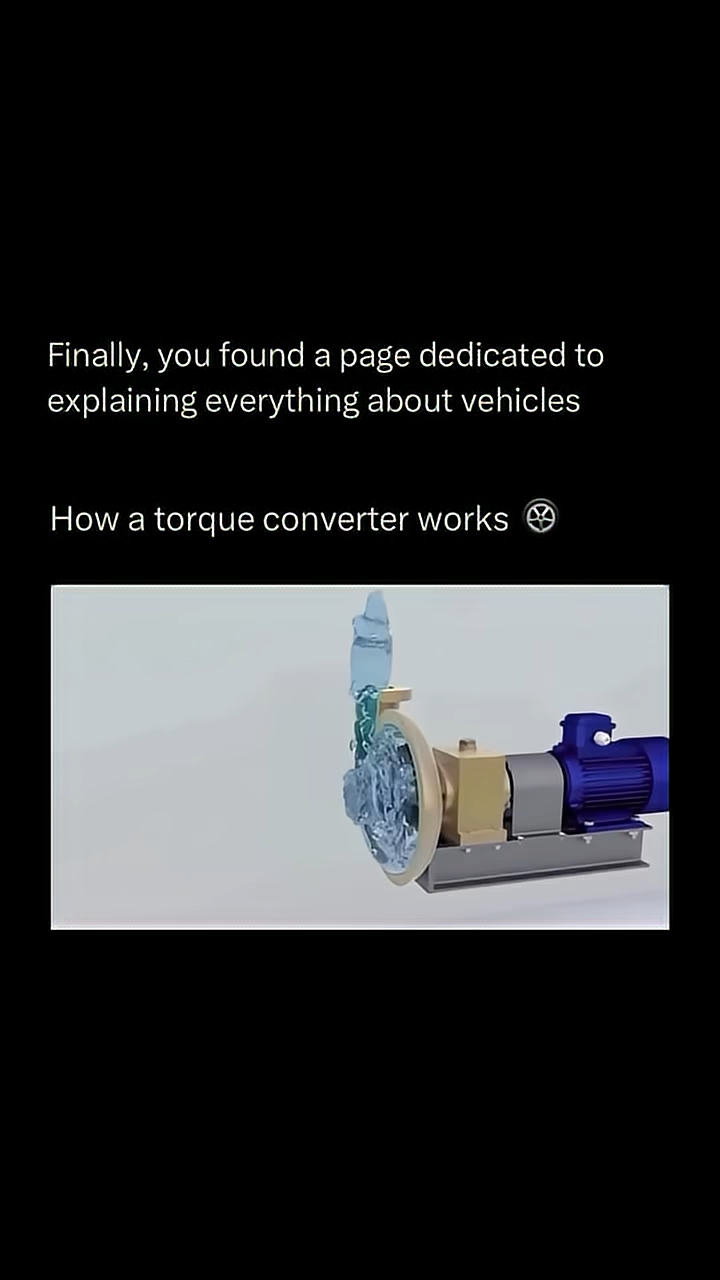 Finally, you found a page dedicated to
explaining everything about vehicles
How a torque converter works 🛞